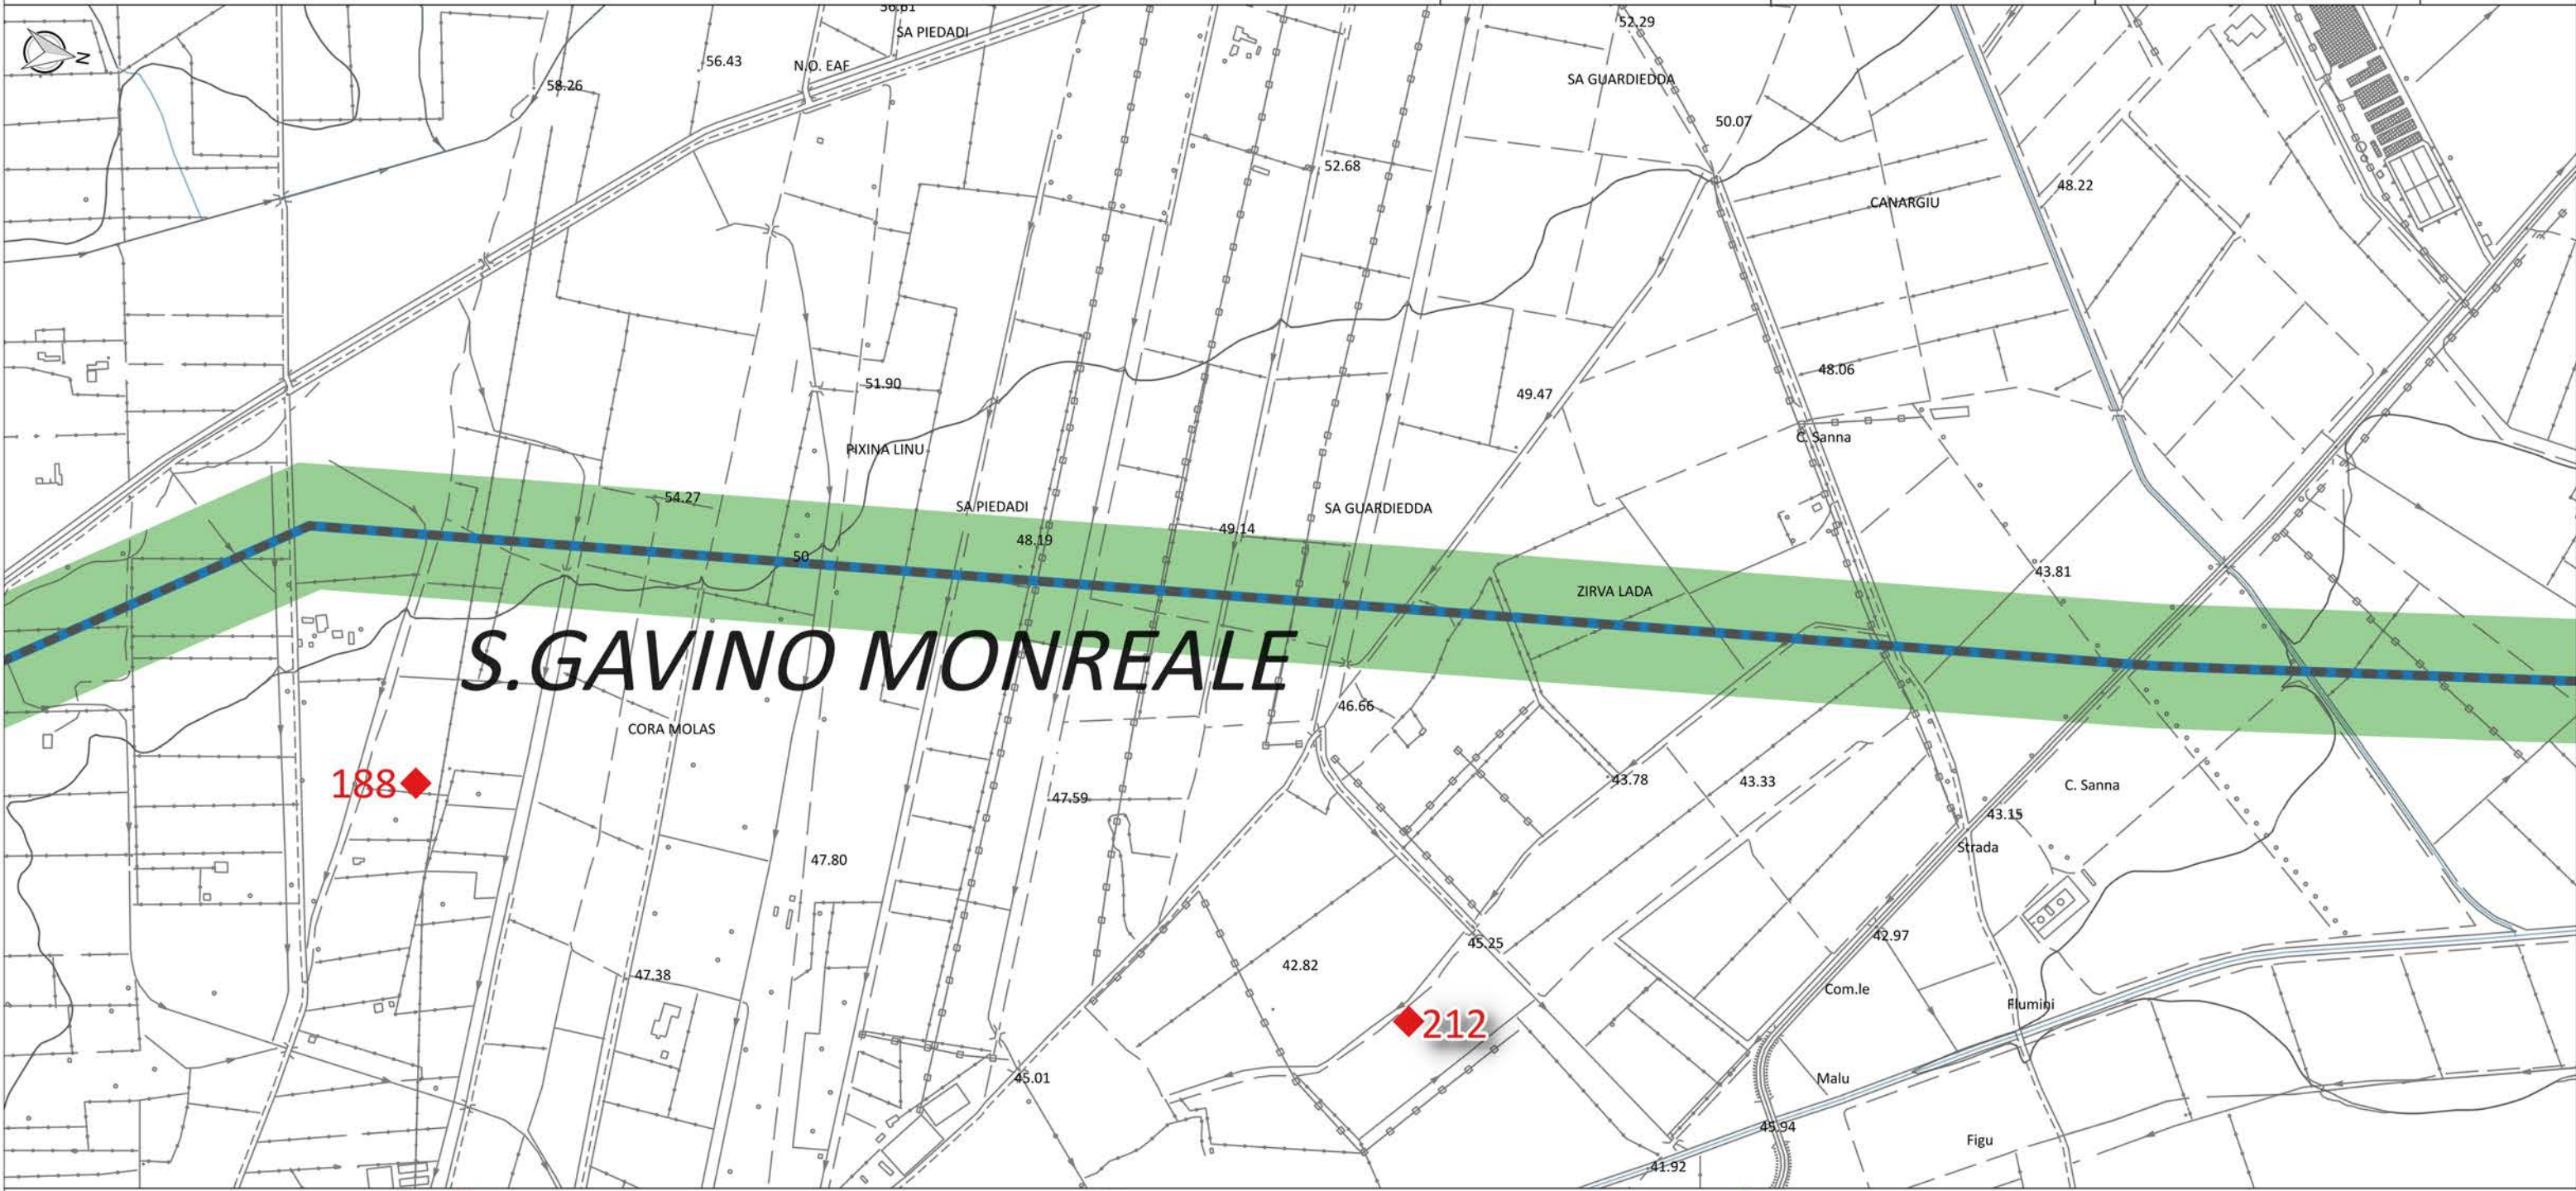 56.61
SA PIEDADI
52.29
N
56.43
N.O. EAF
58.26
SA GUARDIEDDA
50.07
52.68
48.22
CANARGIU
48.06
51.90
49.47
C. Sanna
PIXINA LINU
54.27
SA PIEDADI
SA GUARDIEDDA
49.14
48.19
50
43.81
ZIRVA LADA
S.GAVINO MONREALE
46.66
CORA MOLAS
188
43.78
43.33
C. Sanna
47.59
43.15
Strada
47.80
42.97
45.25
42.82
47.38
Com.le
Flumini
212
45.01
Malu
45.94
Figu
41.92